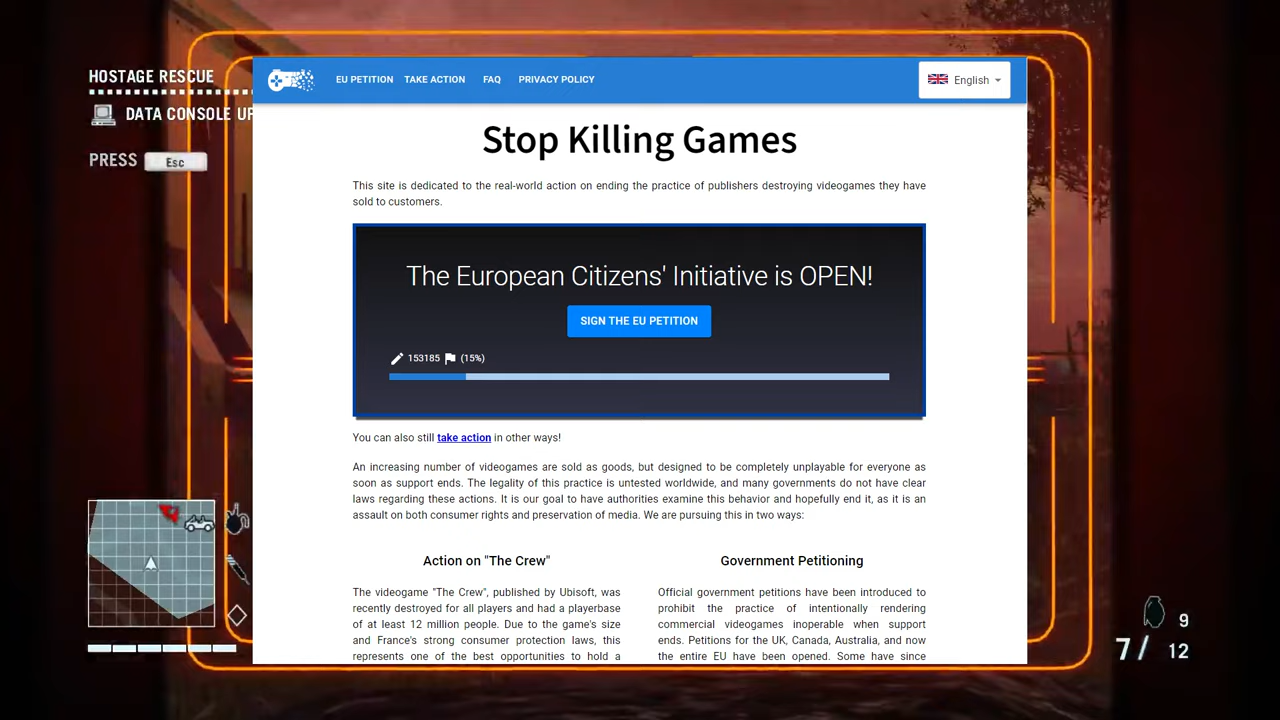 HOSTAGE RESCUE
DATA CONSOLE
PRESS Esc
EU PETITION TAKE ACTION FAQ PRIVACY POLICY
English
Stop Killing Games
This site is dedicated to the real-world action on ending the practice of publishers destroying videogames they have
sold to customers.
The European Citizens' Initiative is OPEN!
SIGN THE EU PETITION
153185 (15%)
You can also still take action in other ways!
An increasing number of videogames are sold as goods, but designed to be completely unplayable for everyone as
soon as support ends. The legality of this practice is untested worldwide, and many governments do not have clear
laws regarding these actions. It is our goal to have authorities examine this behavior and hopefully end it, as it is an
assault on both consumer rights and preservation of media. We are pursuing this in two ways:
Action on "The Crew"
The videogame "The Crew", published by Ubisoft, was
recently destroyed for all players and had a playerbase
of at least 12 million people. Due to the game's size
and France's strong consumer protection laws, this
represents one of the best opportunities to hold a
Government Petitioning
Official government petitions have been introduced to
prohibit the practice of intentionally rendering
commercial videogames inoperable when support
ends. Petitions for the UK, Canada, Australia, and now
the entire EU have been opened. Some have since
9
7 / 12